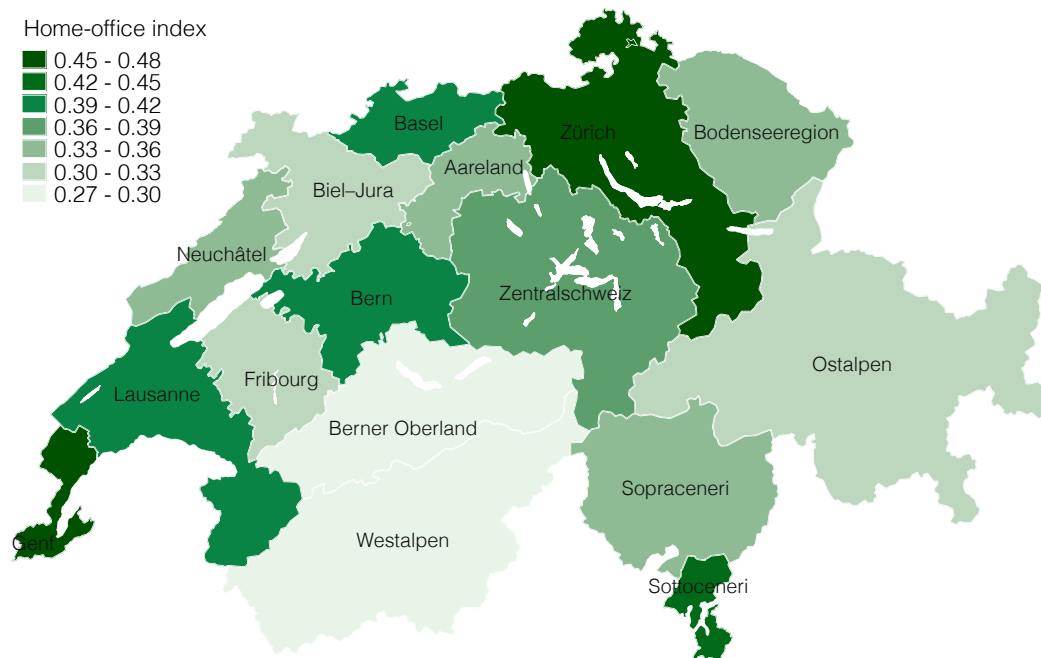 Home-office index
0.45 - 0.48
0.42 - 0.45
0.39 - 0.42
0.36 - 0.39
0.33 - 0.36
0.30 - 0.33
0.27 - 0.30
Basel
Zürich
Bodenseeregion
Aareland
Biel–Jura
Neuchâtel
Bern
Zentralschweiz
Ostalpen
Fribourg
Lausanne
Berner Oberland
Sopraceneri
Westalpen
Genf
Sottoceneri